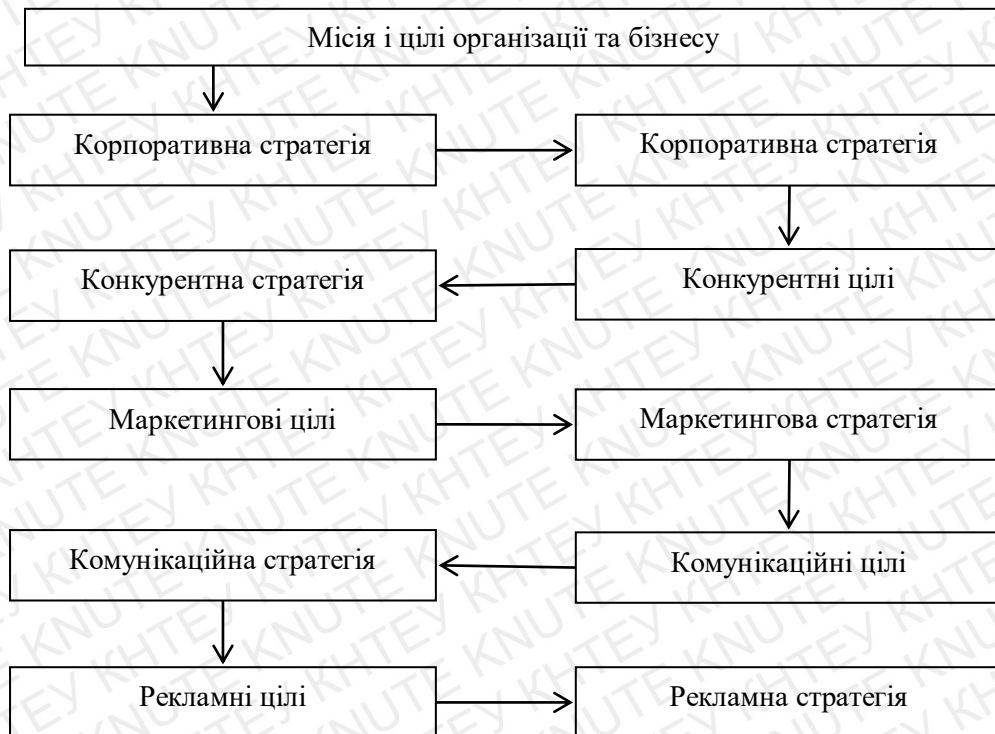 Місія і цілі організації та бізнесу
Корпоративна стратегія
Корпоративна стратегія
Конкурентна стратегія
Конкурентні цілі
Маркетингові цілі
Маркетингова стратегія
Комунікаційна стратегія
Комунікаційні цілі
Рекламні цілі
Рекламна стратегія